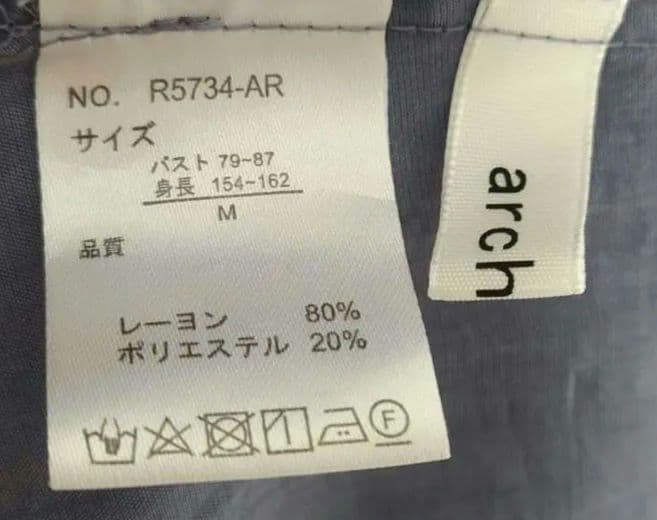 NO. R5734-AR
サイズ
バスト 79~87
身長 154~162
M
品質
レーヨン 80%
ポリエステル 20%
F
arch